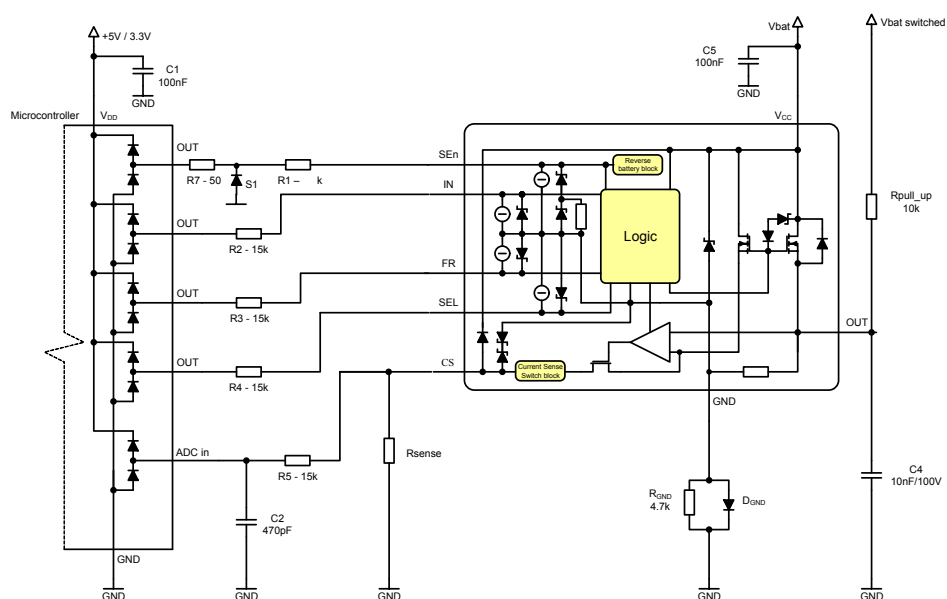 +5V / 3.3V
Vbat
Vbat switched
C1
100nF
GND
C5
100nF
GND
Microcontroller
VDD
VCC
OUT
R7 - 50
S1
R1 – k
SEn
Reverse
battery block
IN
OUT
R2 - 15k
Logic
Rpull_up
10k
FR
OUT
R3 - 15k
SEL
OUT
OUT
R4 - 15k
CS
Current Sense
Switch block
GND
ADC in
R5 - 15k
Rsense
C2
470pF
RGND
4.7k
DGND
C4
10nF/100V
GND
GND
GND
GND
GND
GND